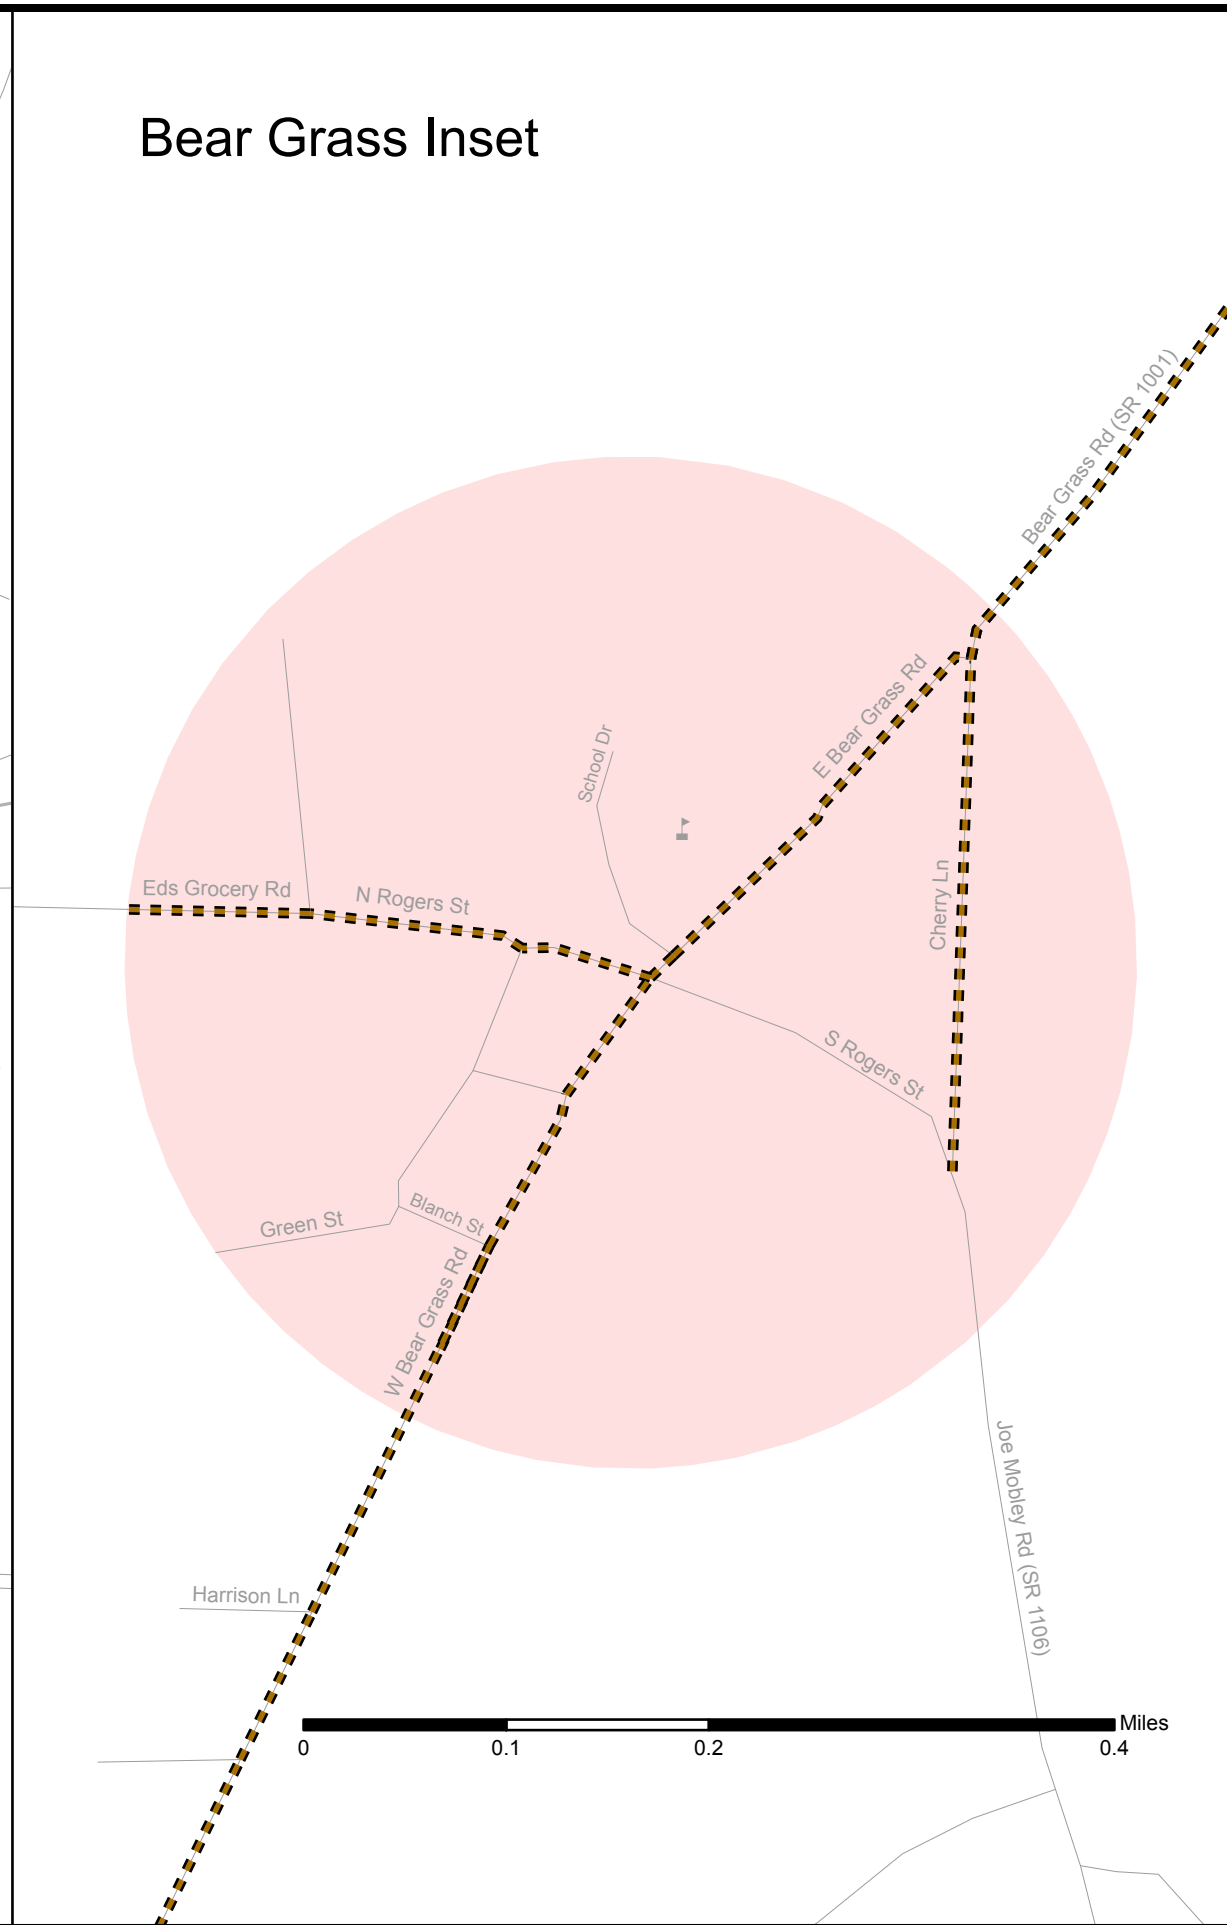 Bear Grass Inset
Bear Grass Rd (SR 1001)
E Bear Grass Rd
School Dr
Eds Grocery Rd
N Rogers St
Cherry Ln
S Rogers St
Blanch St
Green St
W Bear Grass Rd
Joe Mobley Rd (SR 1106)
Harrison Ln
Miles
0 0.1 0.2 0.4